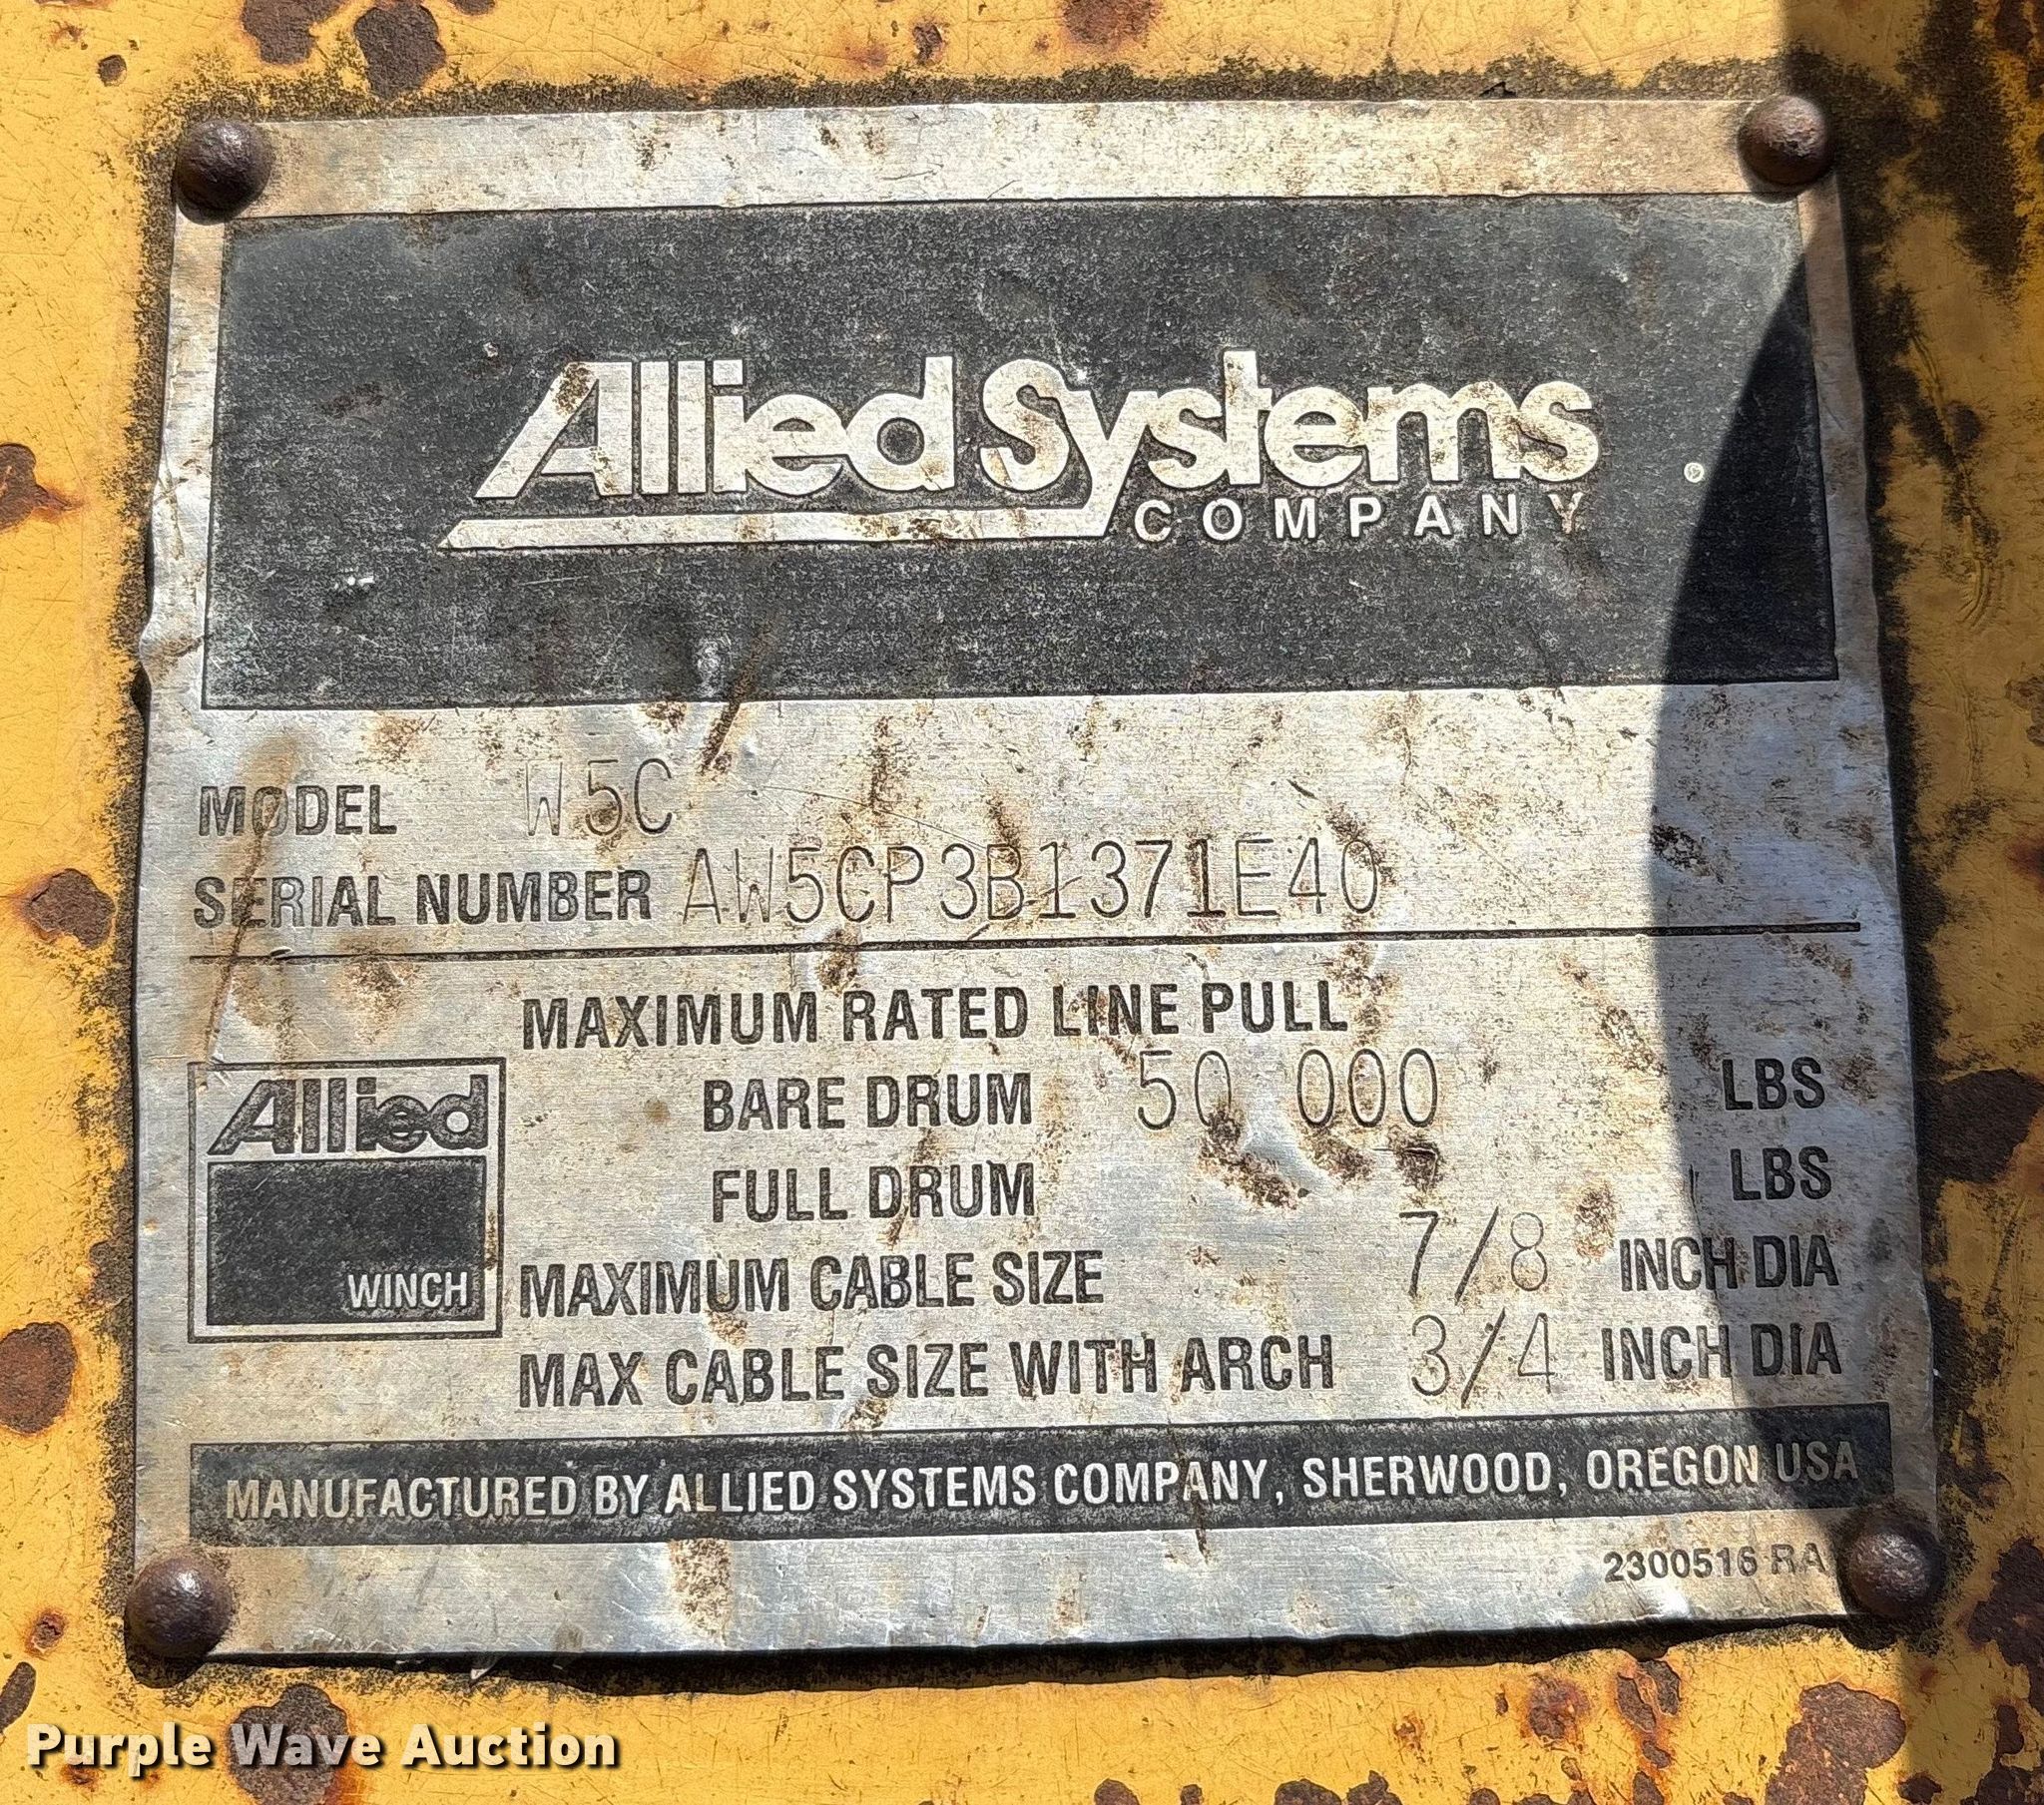 Allied Systems
COMPANY
MODEL W5C
SERIAL NUMBER AW5CP3B1371E40
MAXIMUM RATED LINE PULL
BARE DRUM 50 000 LBS
FULL DRUM LBS
Allied
WINCH
MAXIMUM CABLE SIZE 7/8 INCH DIA
MAX CABLE SIZE WITH ARCH 3/4 INCH DIA
MANUFACTURED BY ALLIED SYSTEMS COMPANY, SHERWOOD, OREGON USA
2300516 RA
Purple Wave Auction